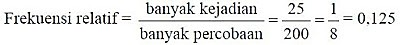 Frekuensi relatif = banyak kejadian / banyak percobaan = 25/200 = 1/8 = 0,125